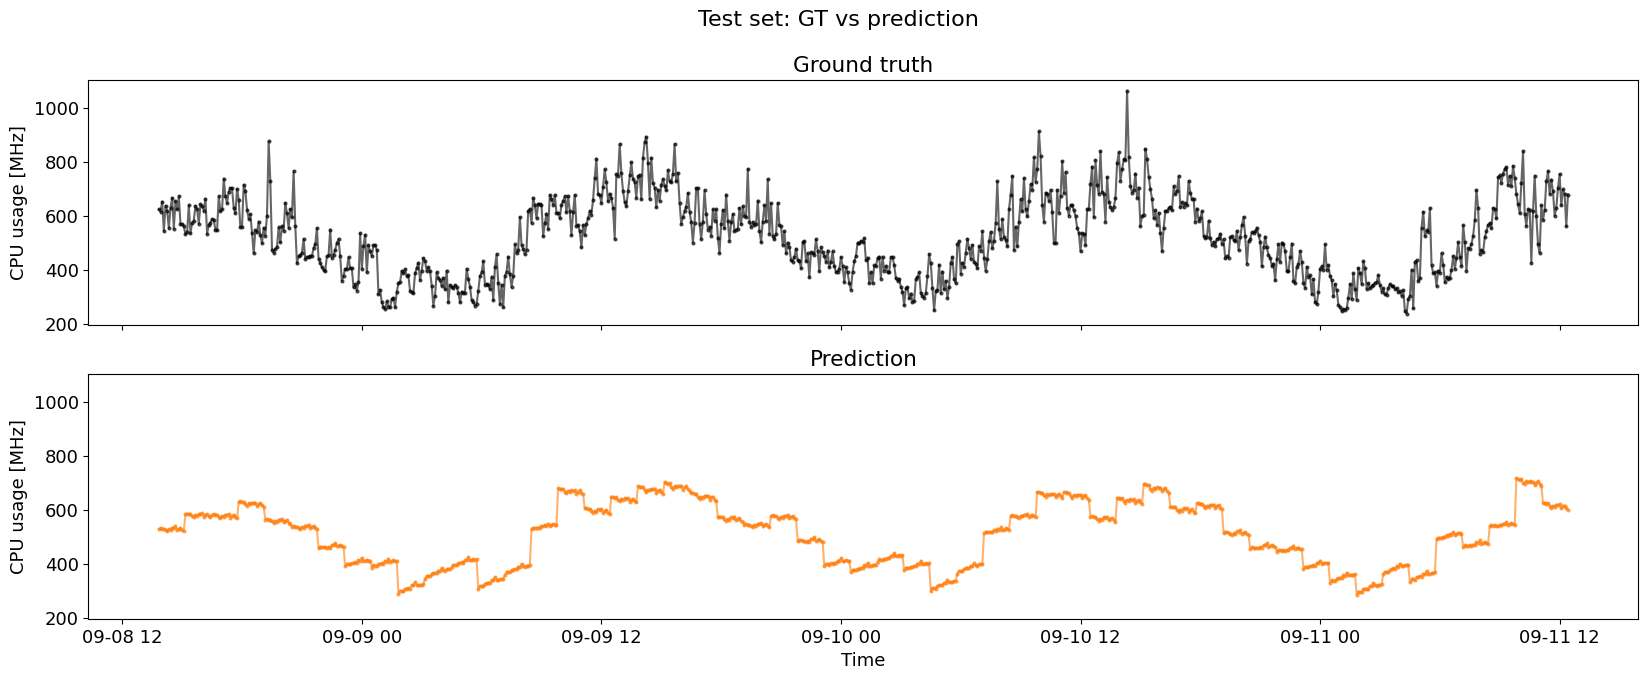 Test set: GT vs prediction
Ground truth
CPU usage [MHz]
1000
800
600
400
200
Prediction
CPU usage [MHz]
1000
800
600
400
200
09-08 12
09-09 00
09-09 12
09-10 00
09-10 12
09-11 00
09-11 12
Time